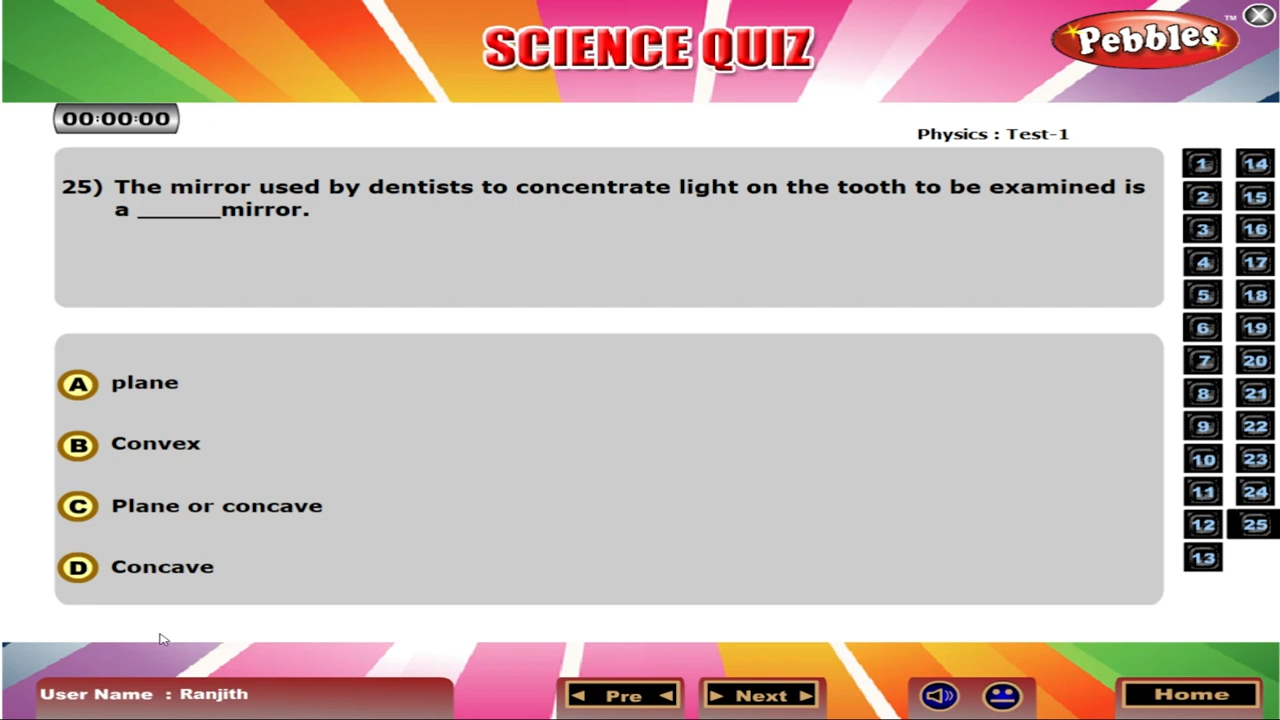 SCIENCE QUIZ
Pebbles™
00:00:00
Physics : Test-1
25) The mirror used by dentists to concentrate light on the tooth to be examined is
a ______mirror.
A plane
B Convex
C Plane or concave
D Concave
1 14
2 15
3 16
4 17
5 18
6 19
7 20
8 21
9 22
10 23
11 24
12 25
13
User Name : Ranjith
Pre
Next
Home